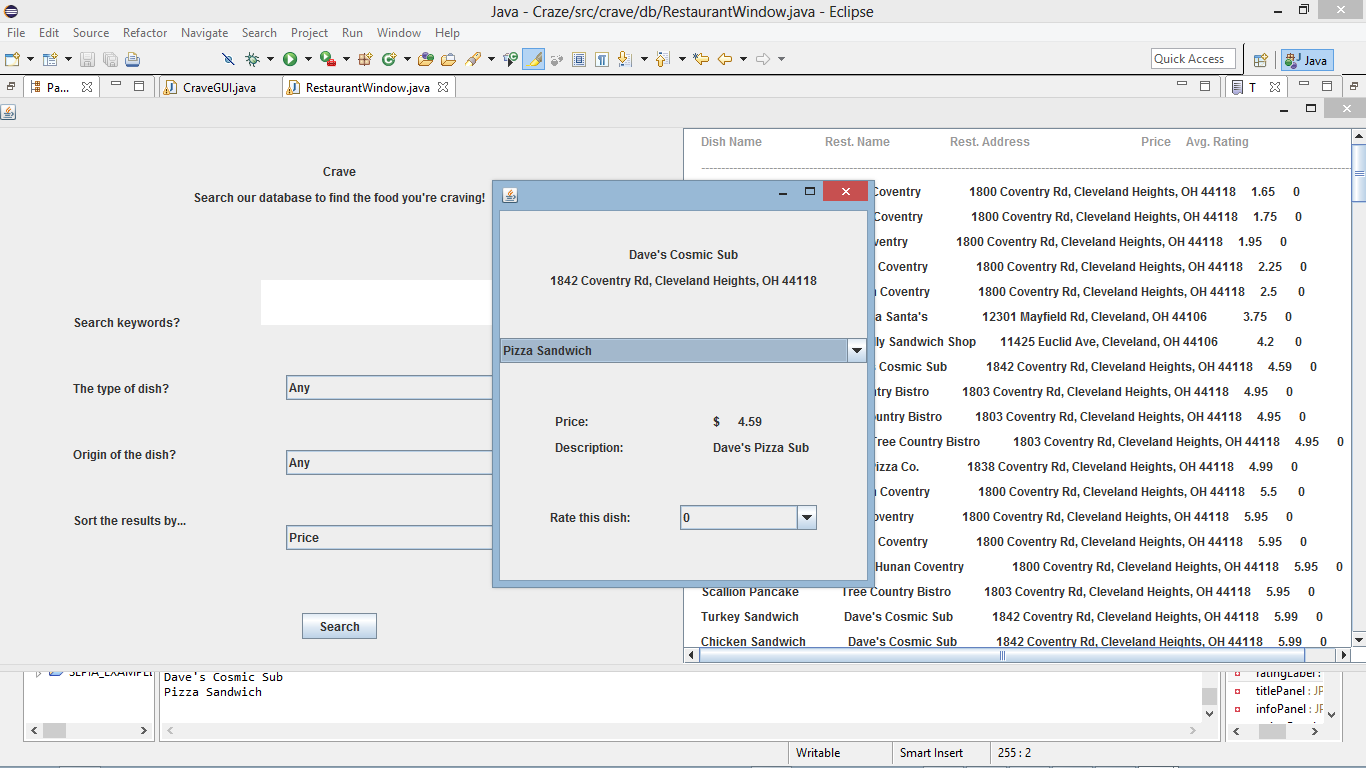 Java - Craze/src/crave/db/RestaurantWindow.java - Eclipse
File Edit Source Refactor Navigate Search Project Run Window Help
Quick Access Java
Pa... CraveGUI.java RestaurantWindow.java T
Dish Name Rest. Name Rest. Address Price Avg. Rating
Crave
Search our database to find the food you're craving!
Search keywords?
The type of dish? Any
Origin of the dish? Any
Sort the results by... Price
Search
Dave's Cosmic Sub
1842 Coventry Rd, Cleveland Heights, OH 44118
Pizza Sandwich
Price: $ 4.59
Description: Dave's Pizza Sub
Rate this dish: 0
Coventry 1800 Coventry Rd, Cleveland Heights, OH 44118 1.65 0
Coventry 1800 Coventry Rd, Cleveland Heights, OH 44118 1.75 0
ventry 1800 Coventry Rd, Cleveland Heights, OH 44118 1.95 0
Coventry 1800 Coventry Rd, Cleveland Heights, OH 44118 2.25 0
n Coventry 1800 Coventry Rd, Cleveland Heights, OH 44118 2.5 0
a Santa's 12301 Mayfield Rd, Cleveland, OH 44106 3.75 0
lly Sandwich Shop 11425 Euclid Ave, Cleveland, OH 44106 4.2 0
Cosmic Sub 1842 Coventry Rd, Cleveland Heights, OH 44118 4.59 0
ntry Bistro 1803 Coventry Rd, Cleveland Heights, OH 44118 4.95 0
ountry Bistro 1803 Coventry Rd, Cleveland Heights, OH 44118 4.95 0
Tree Country Bistro 1803 Coventry Rd, Cleveland Heights, OH 44118 4.95 0
izza Co. 1838 Coventry Rd, Cleveland Heights, OH 44118 4.99 0
n Coventry 1800 Coventry Rd, Cleveland Heights, OH 44118 5.5 0
oventry 1800 Coventry Rd, Cleveland Heights, OH 44118 5.95 0
Coventry 1800 Coventry Rd, Cleveland Heights, OH 44118 5.95 0
Hunan Coventry 1800 Coventry Rd, Cleveland Heights, OH 44118 5.95 0
Scallion Pancake Tree Country Bistro 1803 Coventry Rd, Cleveland Heights, OH 44118 5.95 0
Turkey Sandwich Dave's Cosmic Sub 1842 Coventry Rd, Cleveland Heights, OH 44118 5.99 0
Chicken Sandwich Dave's Cosmic Sub 1842 Coventry Rd, Cleveland Heights, OH 44118 5.99 0
SEPIA_EXAMPLE
Dave's Cosmic Sub
Pizza Sandwich
ratingLabel :
titlePanel : JP
infoPanel : JP
Writable Smart Insert 255 : 2